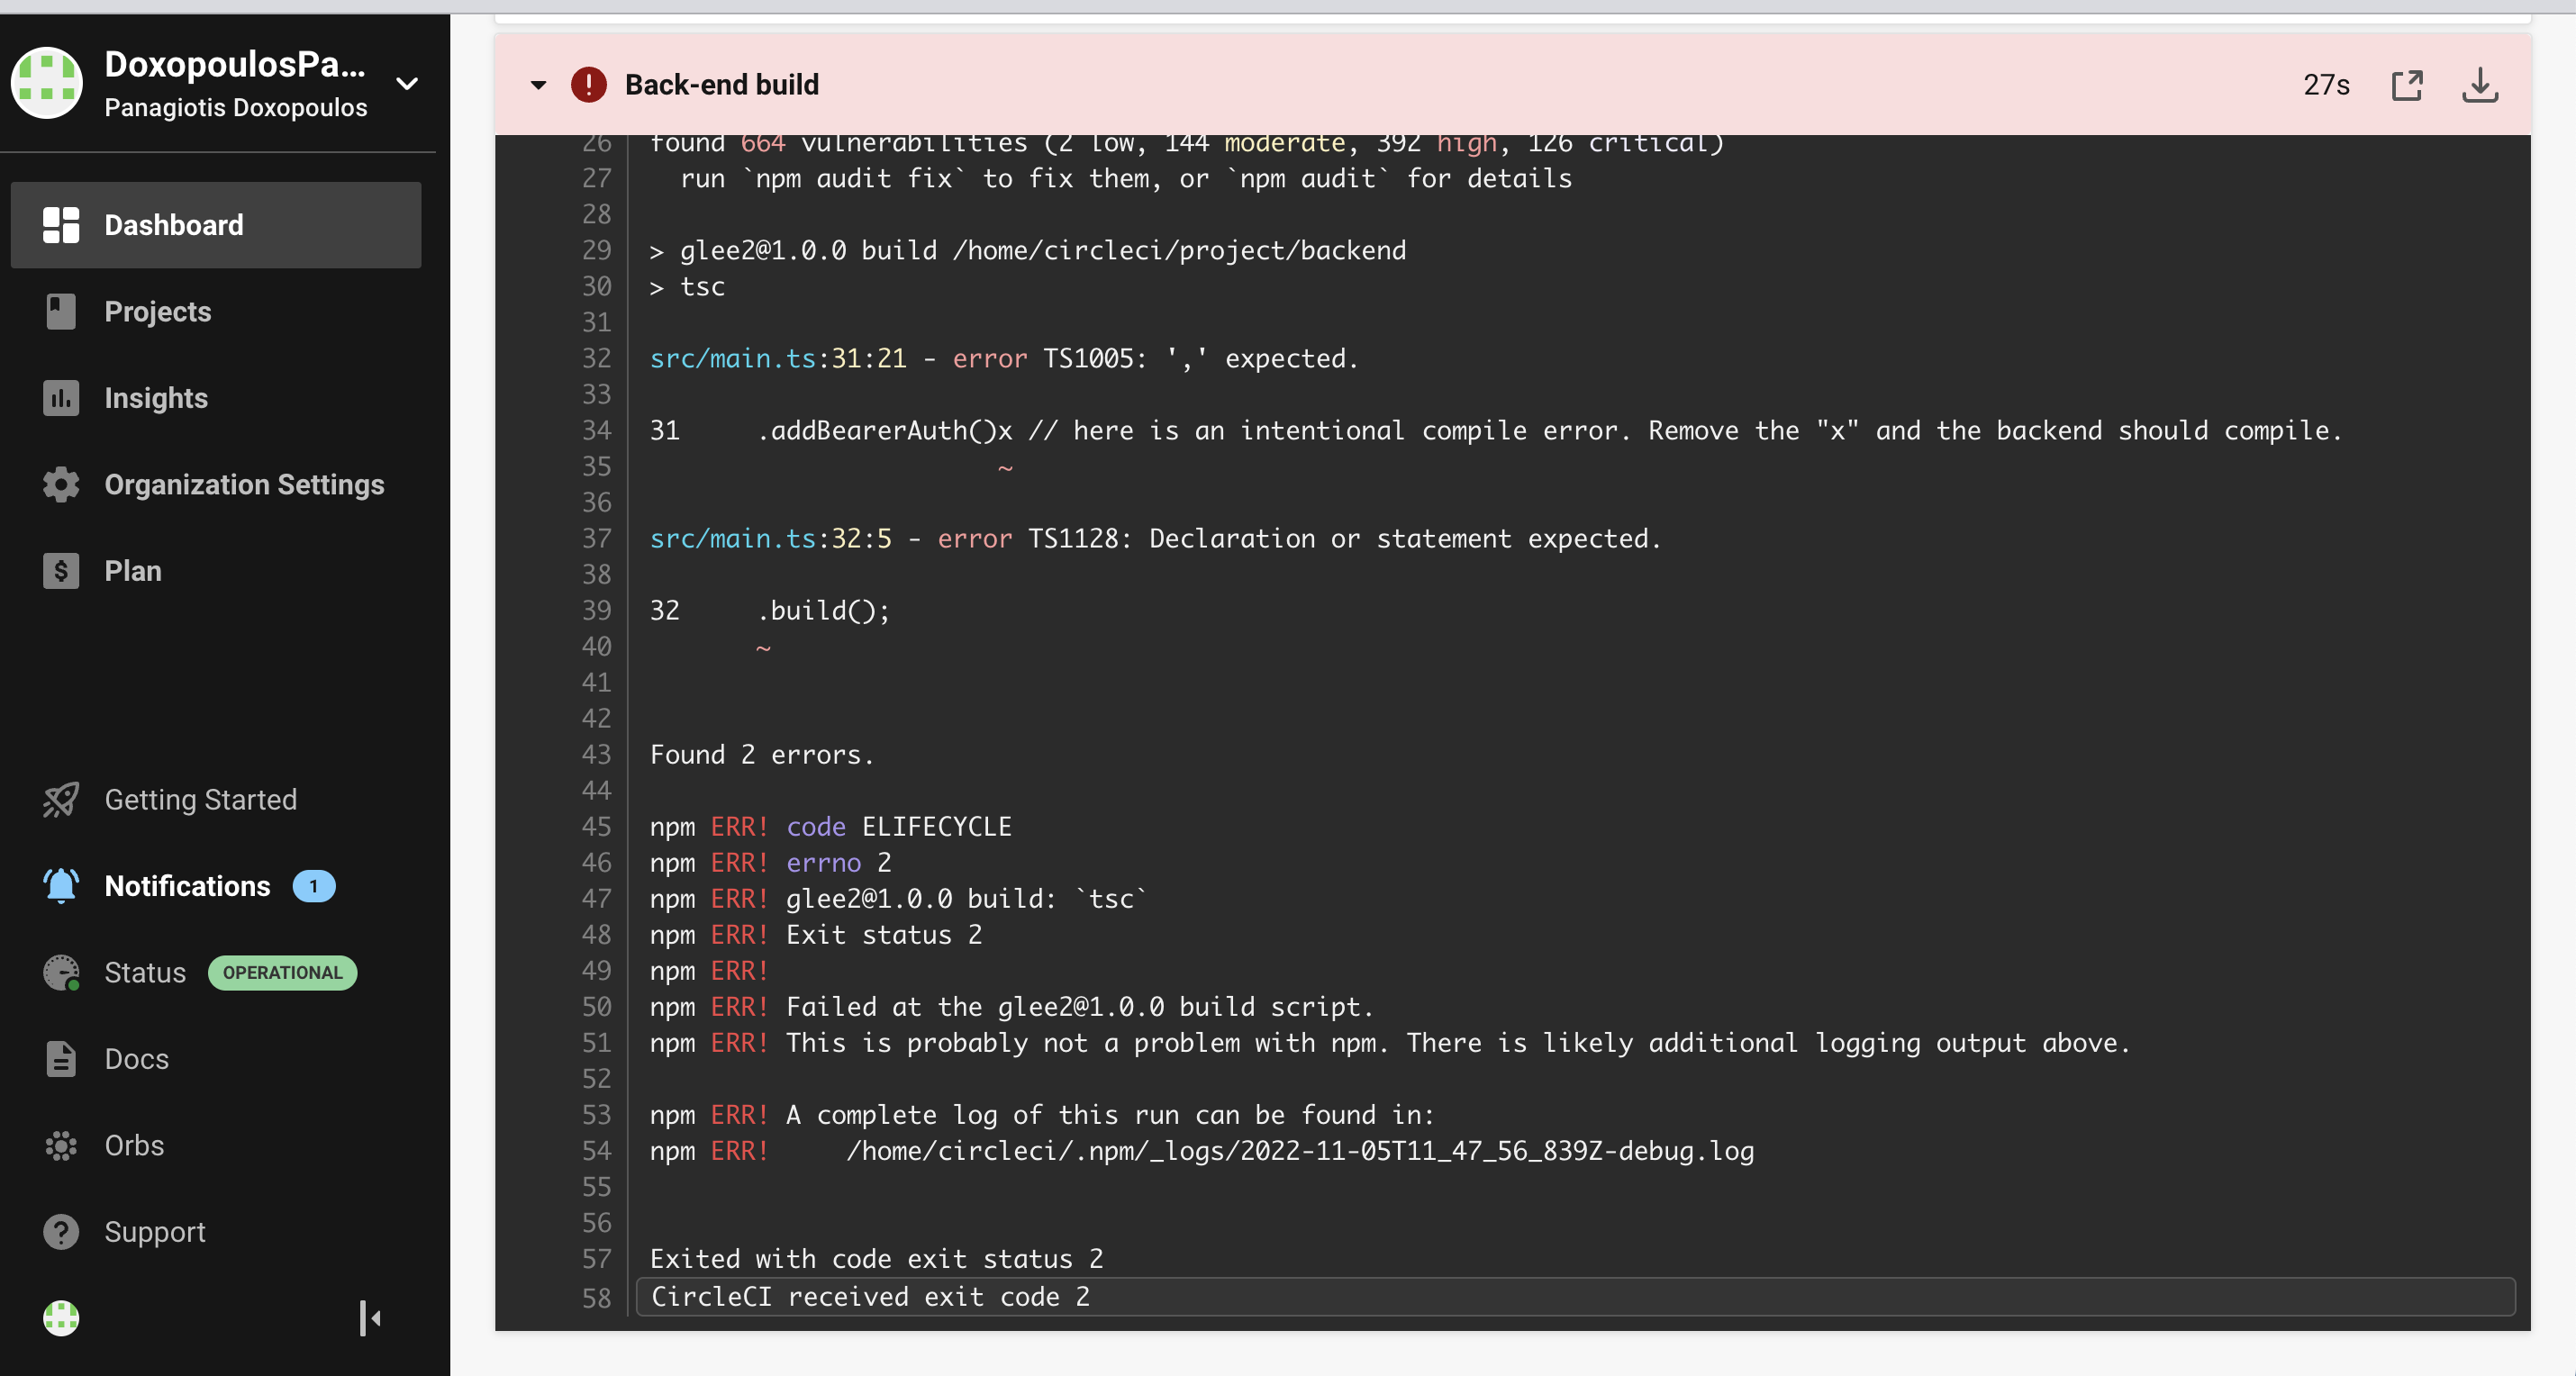 DoxopoulosPa...
Panagiotis Doxopoulos
Dashboard
Projects
Insights
Organization Settings
Plan
Getting Started
Notifications 1
Status OPERATIONAL
Docs
Orbs
Support
Back-end build 27s
26 found 664 vulnerabilities (2 low, 144 moderate, 392 high, 126 critical)
27   run `npm audit fix` to fix them, or `npm audit` for details
28
29 > glee2@1.0.0 build /home/circleci/project/backend
30 > tsc
31
32 src/main.ts:31:21 - error TS1005: ',' expected.
33
34 31     .addBearerAuth()x // here is an intentional compile error. Remove the "x" and the backend should compile.
35                        ~
36
37 src/main.ts:32:5 - error TS1128: Declaration or statement expected.
38
39 32     .build();
40        ~
41
42
43 Found 2 errors.
44
45 npm ERR! code ELIFECYCLE
46 npm ERR! errno 2
47 npm ERR! glee2@1.0.0 build: `tsc`
48 npm ERR! Exit status 2
49 npm ERR!
50 npm ERR! Failed at the glee2@1.0.0 build script.
51 npm ERR! This is probably not a problem with npm. There is likely additional logging output above.
52
53 npm ERR! A complete log of this run can be found in:
54 npm ERR!     /home/circleci/.npm/_logs/2022-11-05T11_47_56_839Z-debug.log
55
56
57 Exited with code exit status 2
58 CircleCI received exit code 2